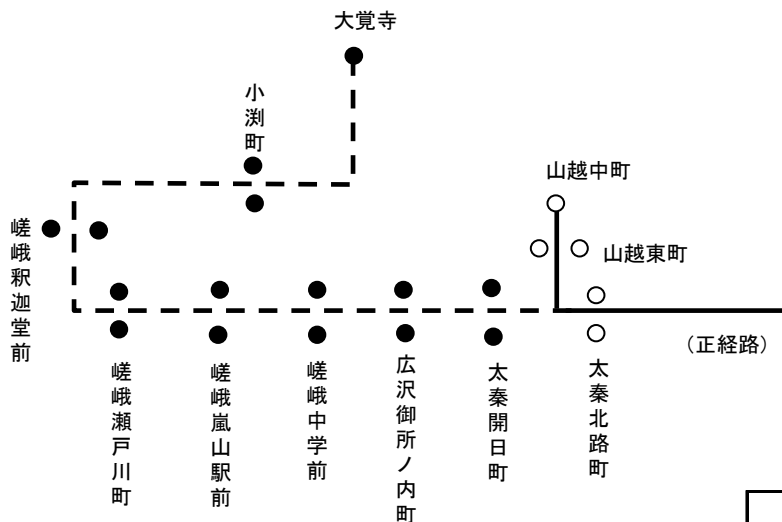 大覚寺
小渕町
山越中町
嵯峨釈迦堂前
山越東町
(正経路)
嵯峨瀬戸川町
嵯峨嵐山駅前
嵯峨中学前
広沢御所ノ内町
太秦開日町
太秦北路町